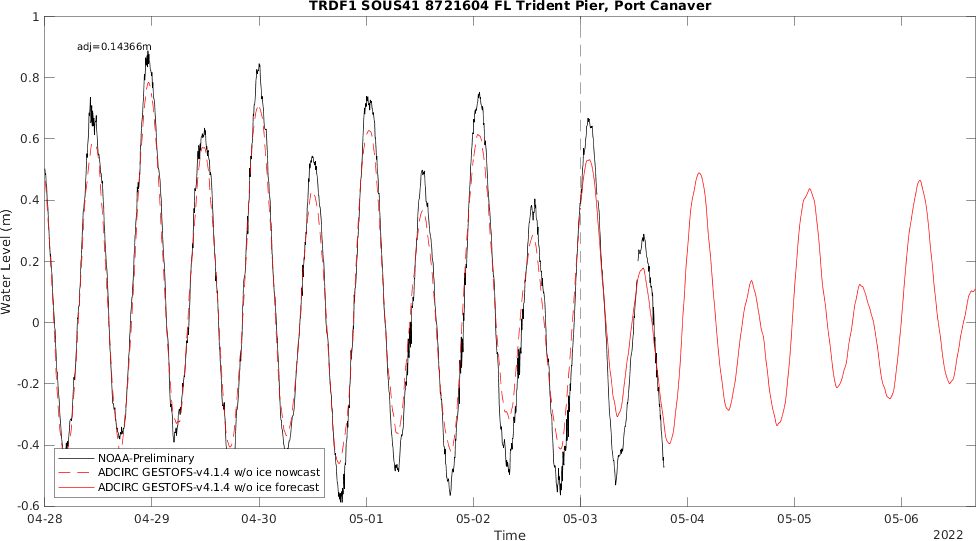 TRDF1 SOUS41 8721604 FL Trident Pier, Port Canaver
adj=0.14366m
Water Level (m)
1
0.8
0.6
0.4
0.2
0
-0.2
-0.4
-0.6
NOAA-Preliminary
ADCIRC GESTOFS-v4.1.4 w/o ice nowcast
ADCIRC GESTOFS-v4.1.4 w/o ice forecast
04-28 04-29 04-30 05-01 05-02 05-03 05-04 05-05 05-06
Time
2022